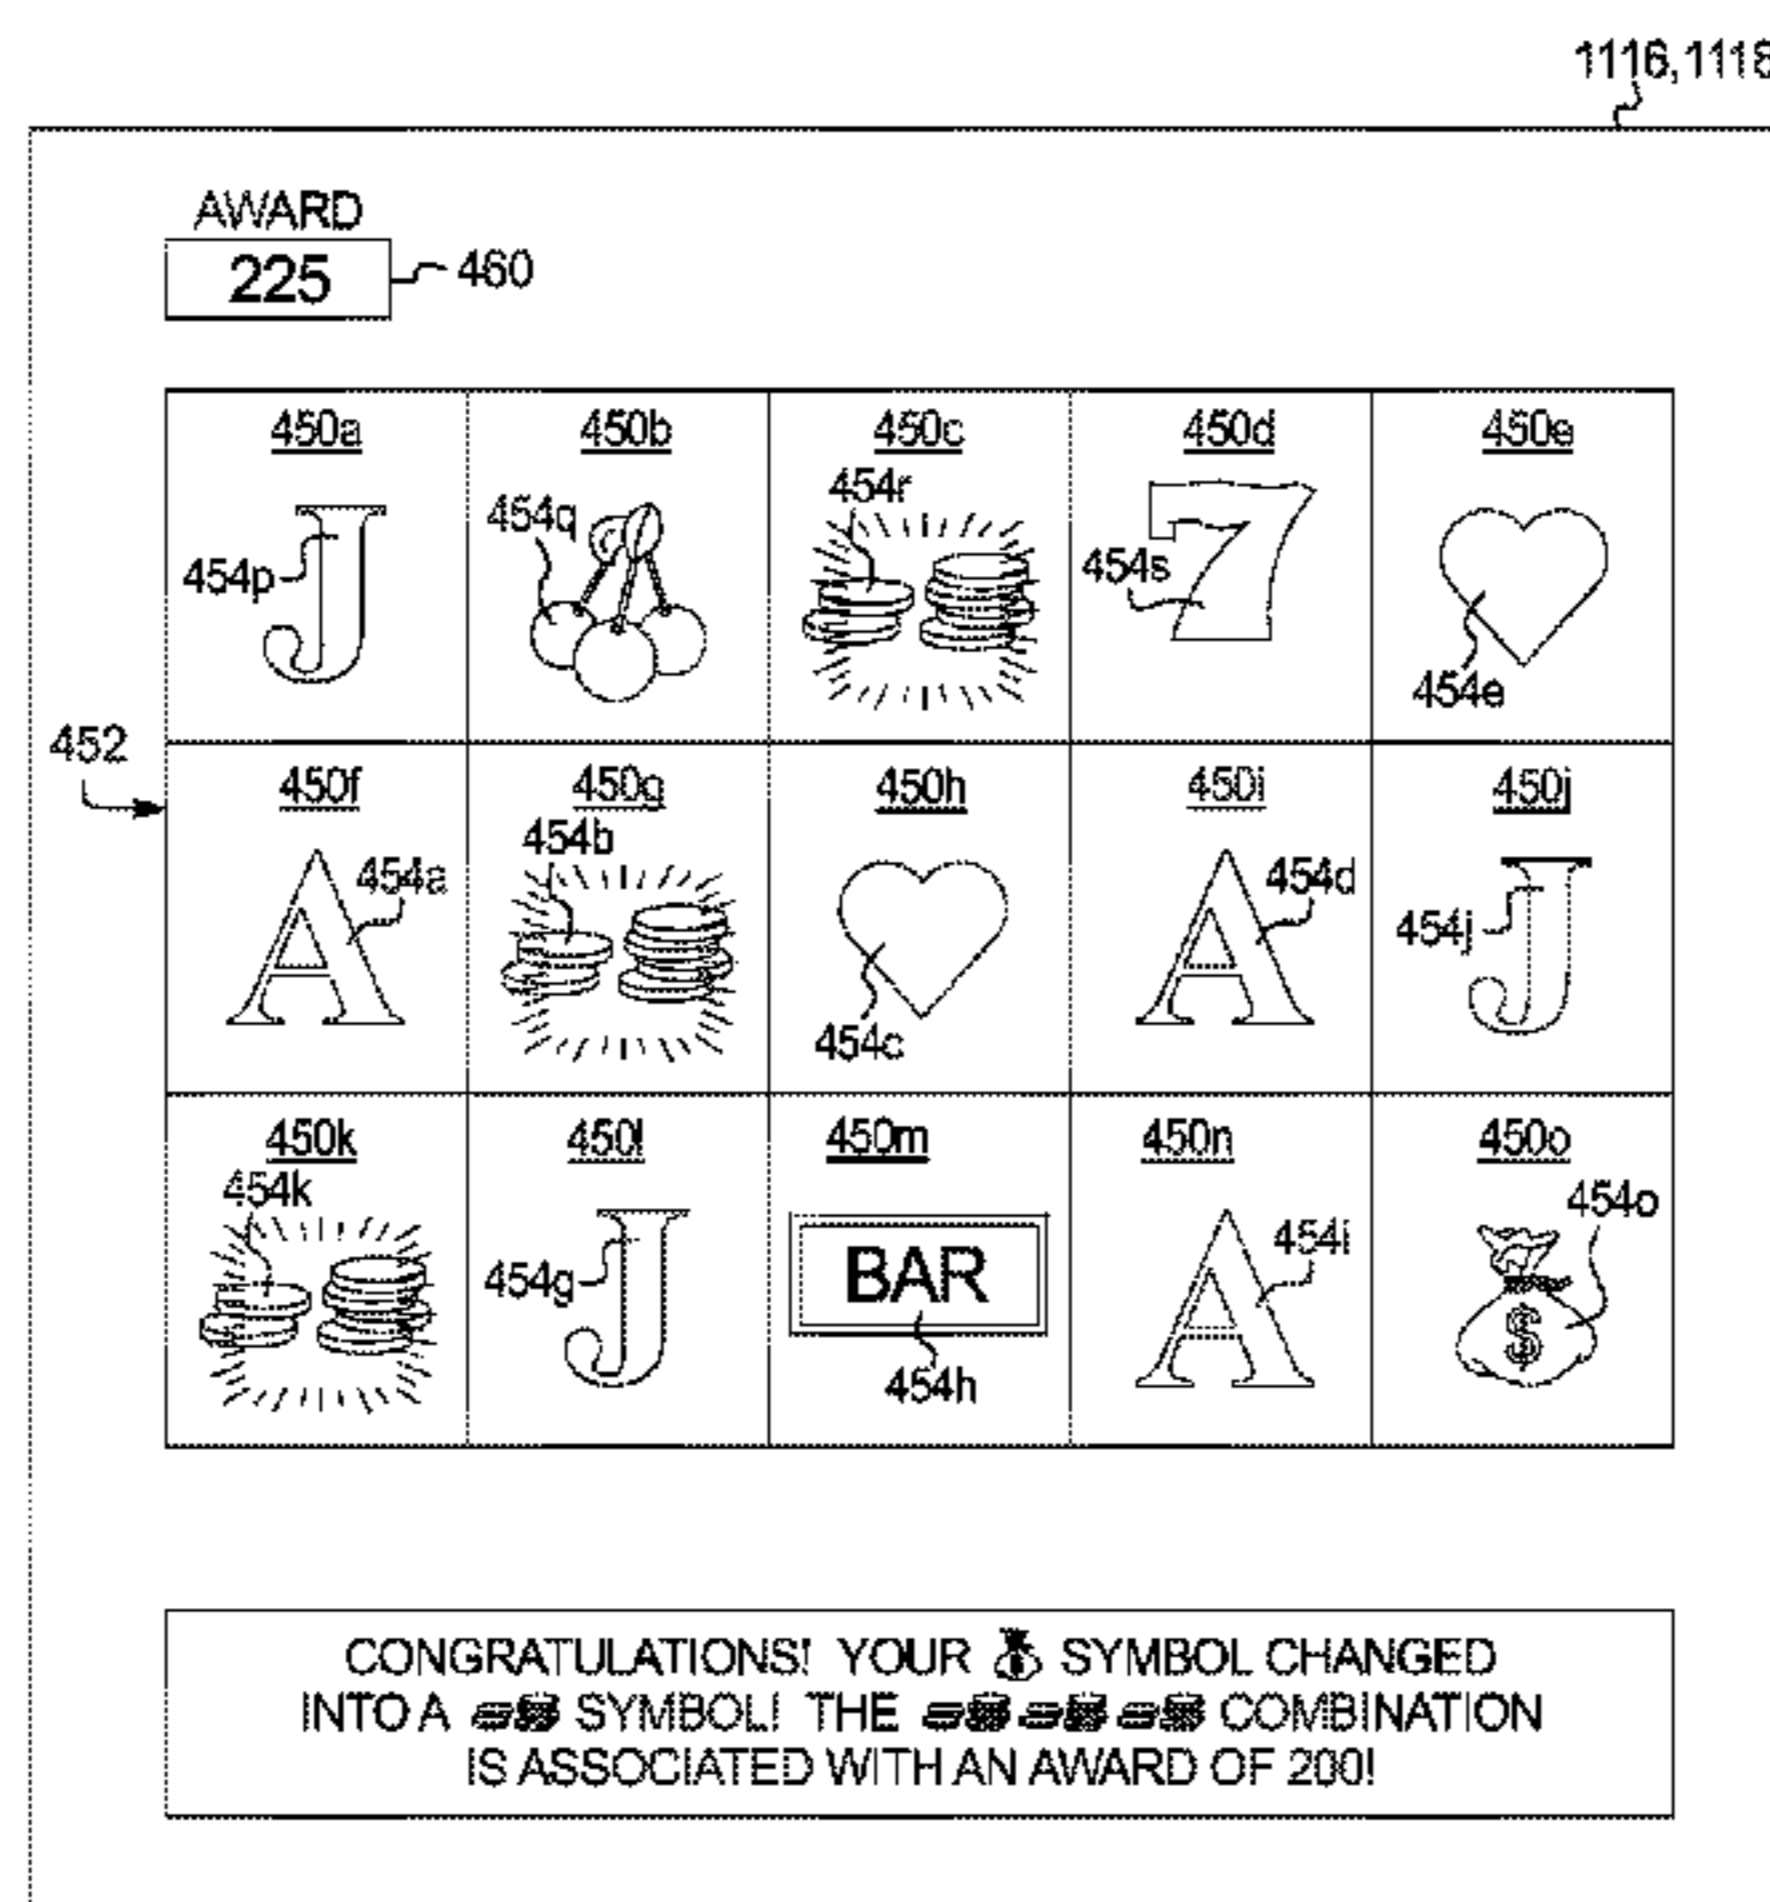 1116, 1118
AWARD
225
460
450a 450b 450c 450d 450e
454r
454q
454p
J
7
454s
454e
452
450f 450g 450h 450i 450j
454b
A
454a
A
454d
454j
J
454c
450k 450l 450m 450n 450o
454k
454o
454g
J
BAR
A
454i
$
454h
CONGRATULATIONS! YOUR SYMBOL CHANGED
INTO A SYMBOL! THE COMBINATION
IS ASSOCIATED WITH AN AWARD OF 200!